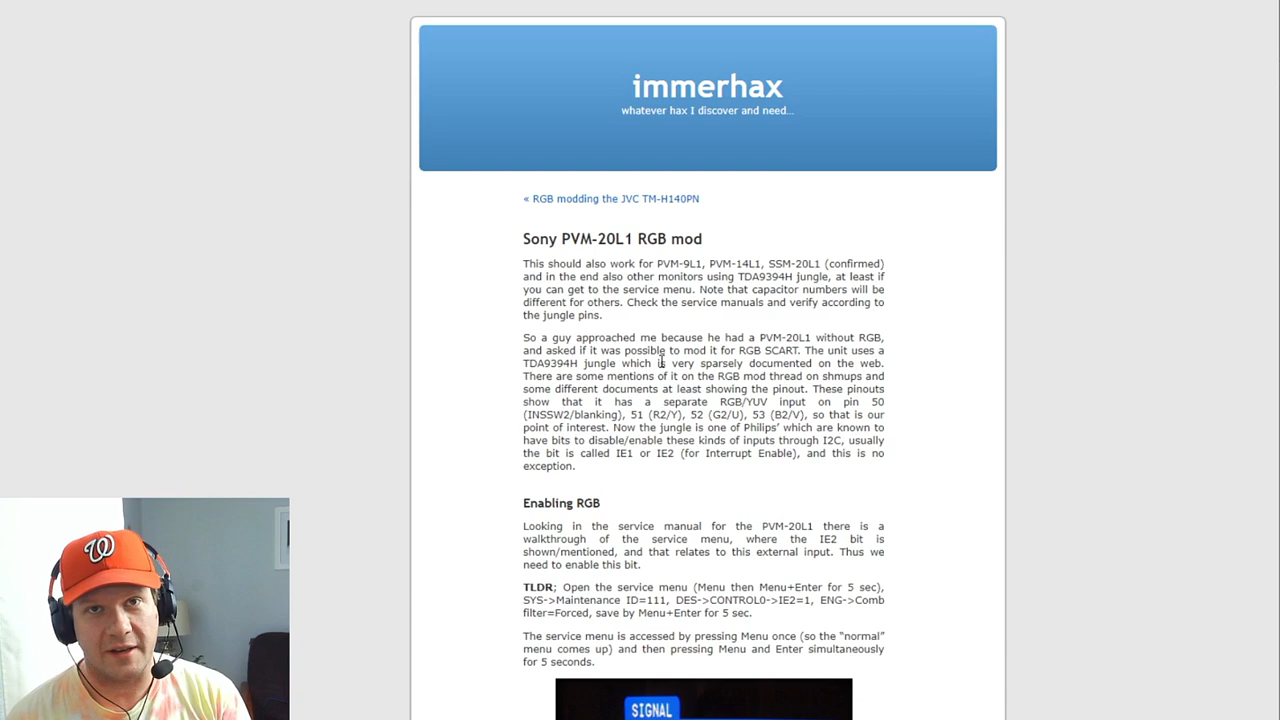 immerhax
whatever hax I discover and need...
« RGB modding the JVC TM-H140PN
Sony PVM-20L1 RGB mod
This should also work for PVM-9L1, PVM-14L1, SSM-20L1 (confirmed)
and in the end also other monitors using TDA9394H jungle, at least if
you can get to the service menu. Note that capacitor numbers will be
different for others. Check the service manuals and verify according to
the jungle pins.
So a guy approached me because he had a PVM-20L1 without RGB,
and asked if it was possible to mod it for RGB SCART. The unit uses a
TDA9394H jungle which is very sparsely documented on the web.
There are some mentions of it on the RGB mod thread on shmups and
some different documents at least showing the pinout. These pinouts
show that it has a separate RGB/YUV input on pin 50
(INSSW2/blanking), 51 (R2/Y), 52 (G2/U), 53 (B2/V), so that is our
point of interest. Now the jungle is one of Philips' which are known to
have bits to disable/enable these kinds of inputs through I2C, usually
the bit is called IE1 or IE2 (for Interrupt Enable), and this is no
exception.
Enabling RGB
Looking in the service manual for the PVM-20L1 there is a
walkthrough of the service menu, where the IE2 bit is
shown/mentioned, and that relates to this external input. Thus we
need to enable this bit.
TLDR; Open the service menu (Menu then Menu+Enter for 5 sec),
SYS->Maintenance ID=111, DES->CONTROL0->IE2=1, ENG->Comb
filter=Forced, save by Menu+Enter for 5 sec.
The service menu is accessed by pressing Menu once (so the “normal”
menu comes up) and then pressing Menu and Enter simultaneously
for 5 seconds.
SIGNAL
W